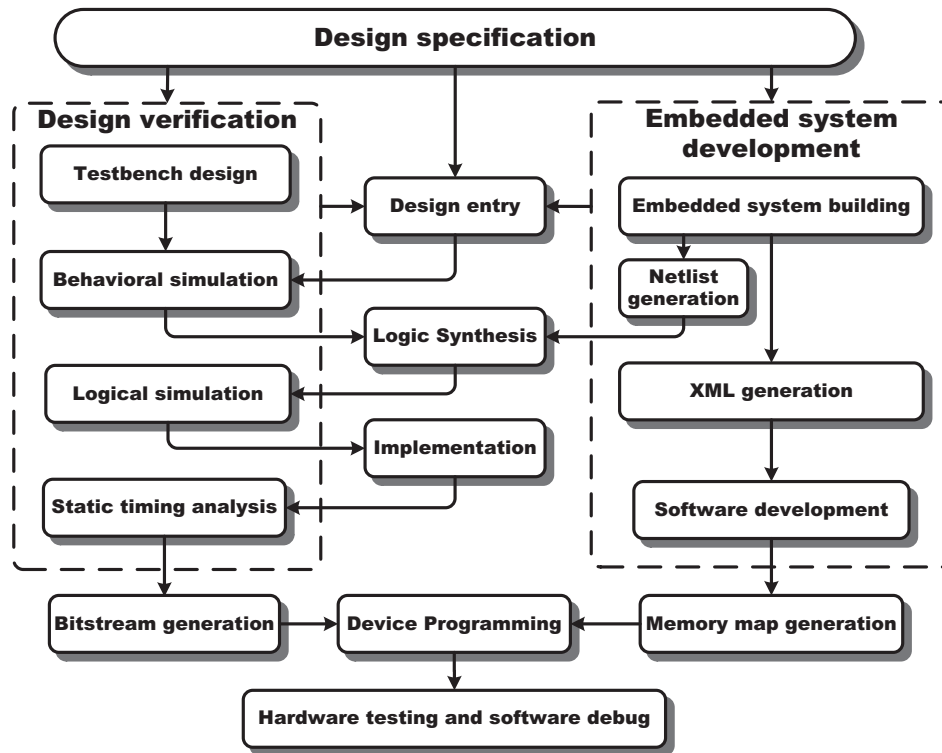 Design specification
Design verification
Testbench design
Behavioral simulation
Logical simulation
Static timing analysis
Design entry
Logic Synthesis
Implementation
Embedded system
development
Embedded system building
Netlist
generation
XML generation
Software development
Bitstream generation
Device Programming
Memory map generation
Hardware testing and software debug